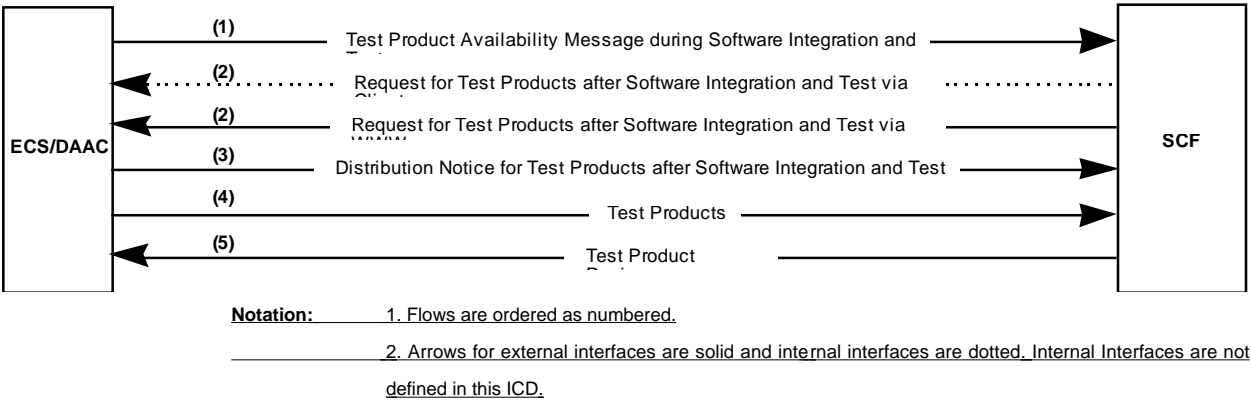 (1)
Test Product Availability Message during Software Integration and
(2)
Request for Test Products after Software Integration and Test via
(2)
Request for Test Products after Software Integration and Test via
ECS/DAAC
SCF
(3)
Distribution Notice for Test Products after Software Integration and Test
(4)
Test Products
(5)
Test Product
Notation: 1. Flows are ordered as numbered.
2. Arrows for external interfaces are solid and internal interfaces are dotted. Internal Interfaces are not
defined in this ICD.